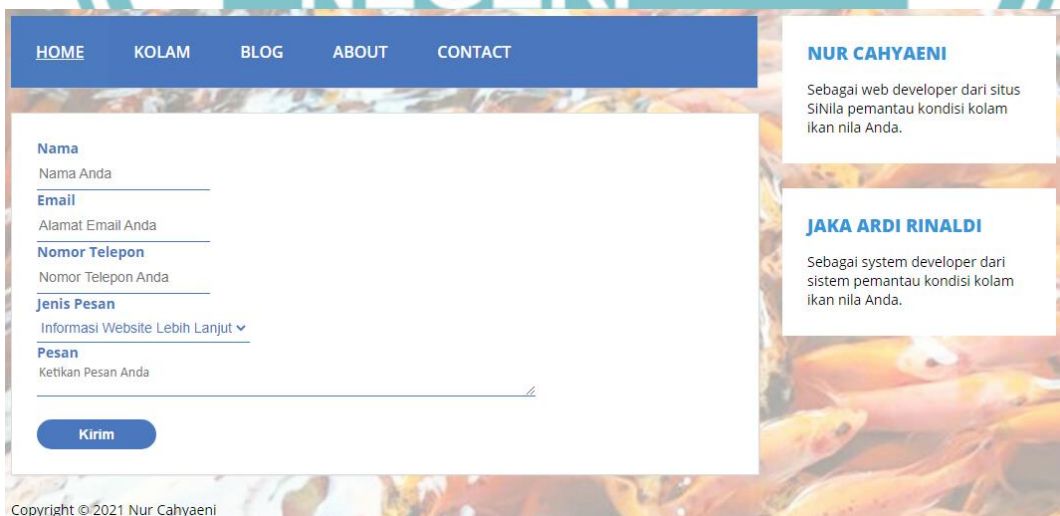 HOME KOLAM BLOG ABOUT CONTACT
Nama
Nama Anda
Email
Alamat Email Anda
Nomor Telepon
Nomor Telepon Anda
Jenis Pesan
Informasi Website Lebih Lanjut
Pesan
Ketikan Pesan Anda
Kirim
NUR CAHYAENI
Sebagai web developer dari situs
SiNila pemantau kondisi kolam
ikan nila Anda.
JAKA ARDI RINALDI
Sebagai system developer dari
sistem pemantau kondisi kolam
ikan nila Anda.
Copyright © 2021 Nur Cahyaeni